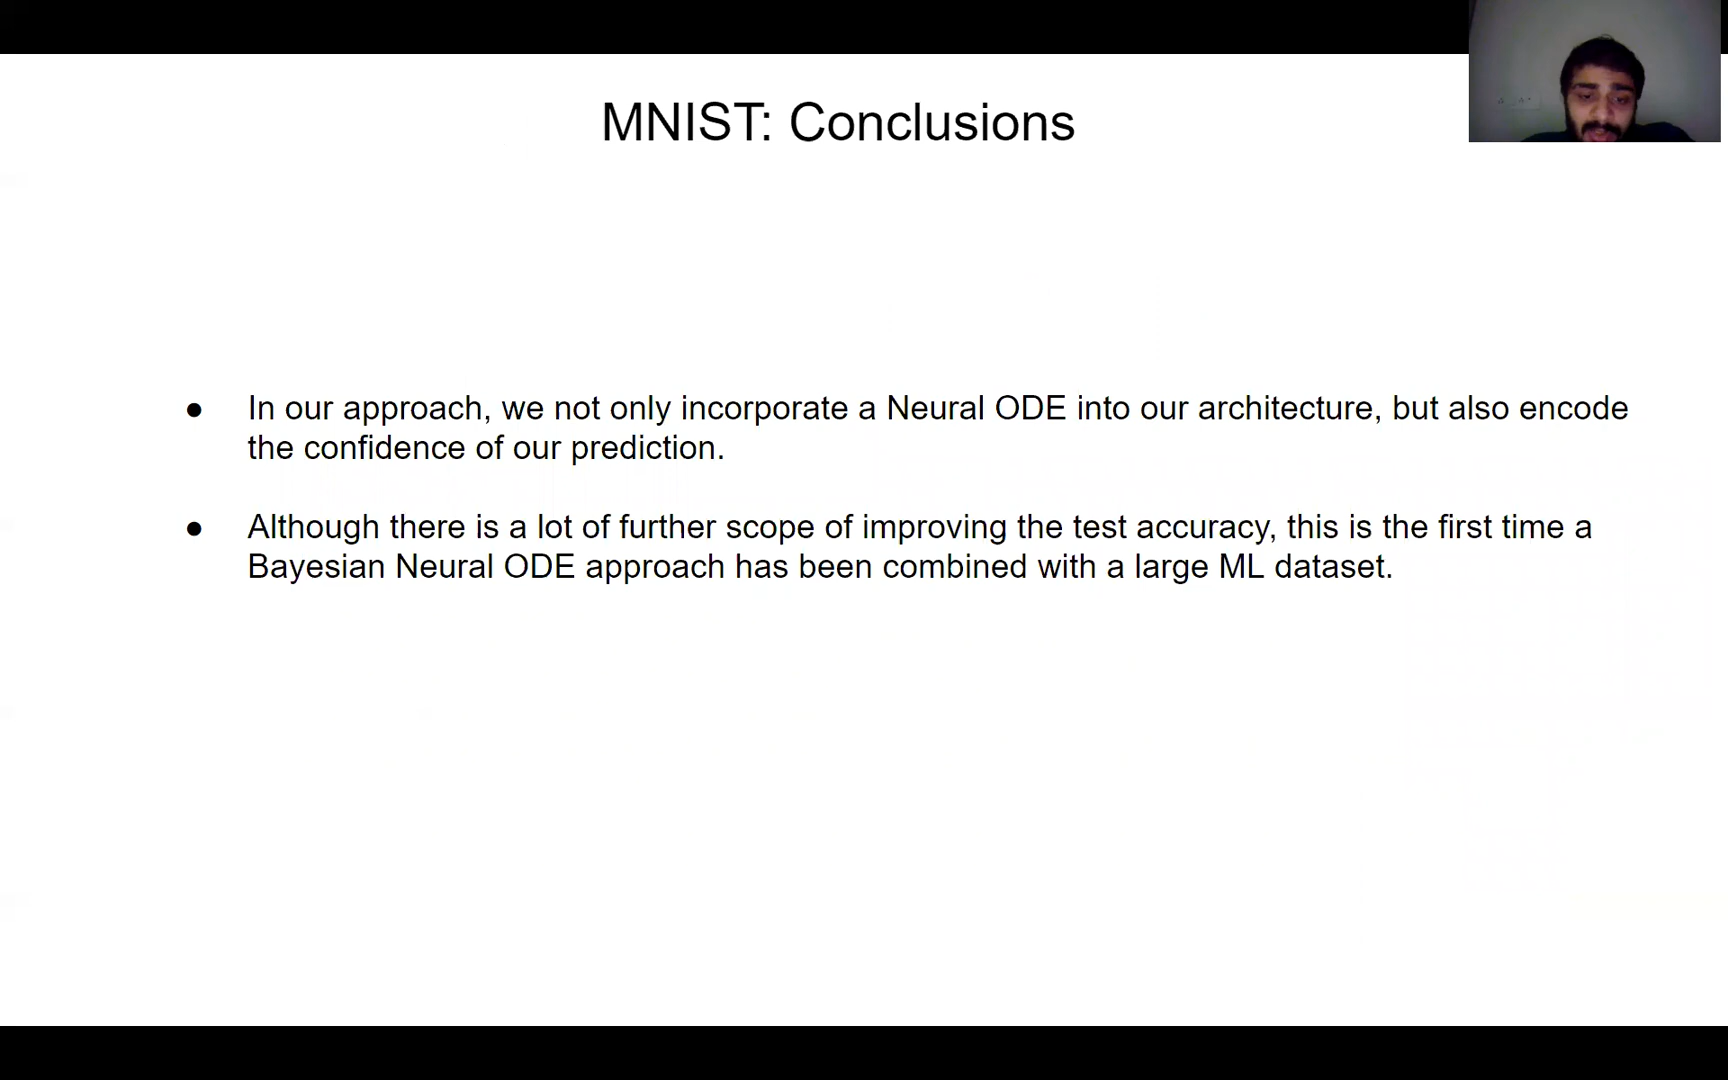 MNIST: Conclusions
● In our approach, we not only incorporate a Neural ODE into our architecture, but also encode
the confidence of our prediction.
● Although there is a lot of further scope of improving the test accuracy, this is the first time a
Bayesian Neural ODE approach has been combined with a large ML dataset.